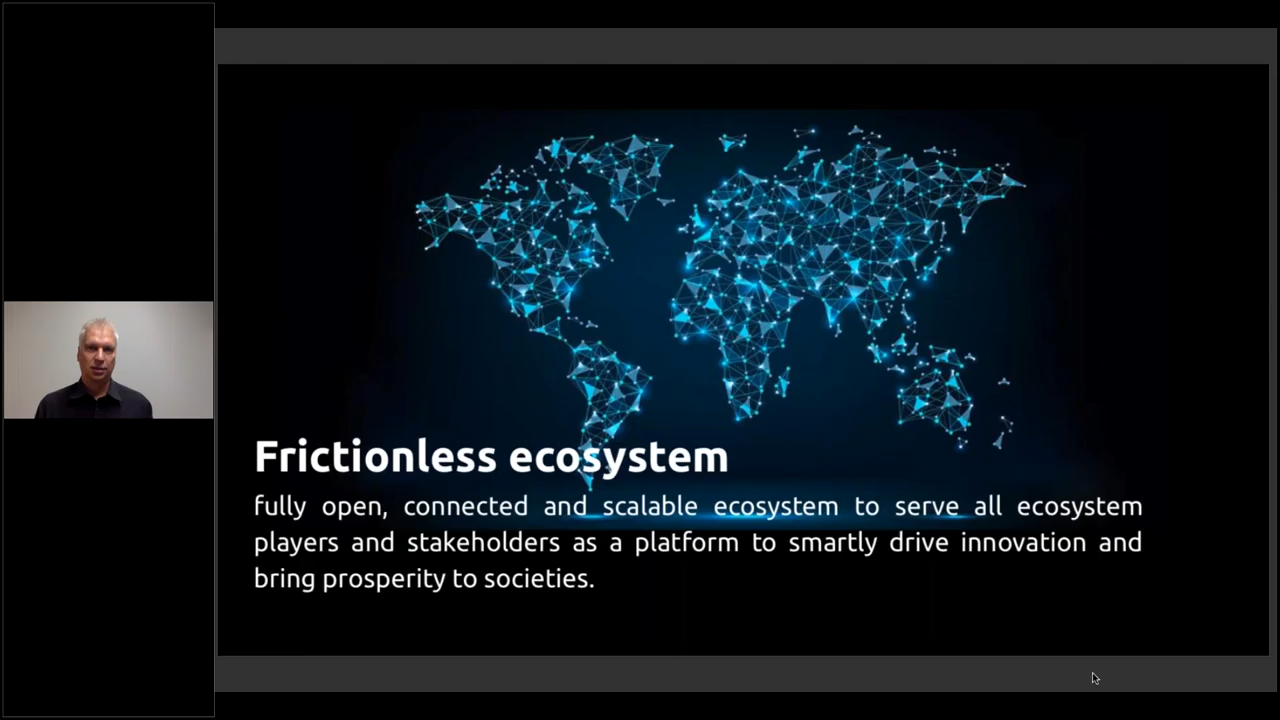 Frictionless ecosystem
fully open, connected and scalable ecosystem to serve all ecosystem
players and stakeholders as a platform to smartly drive innovation and
bring prosperity to societies.